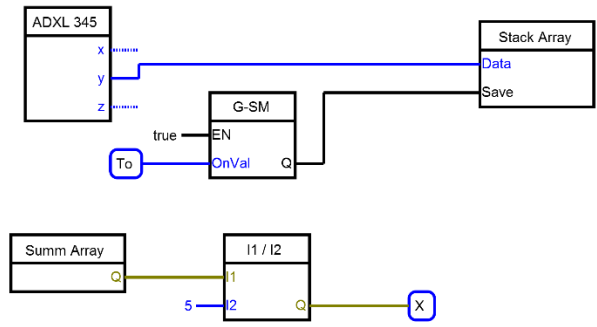 ADXL 345
x
y
z
Stack Array
Data
Save
G-SM
true EN
To OnVal Q
Summ Array
Q
I1 / I2
I1
5 I2 Q X